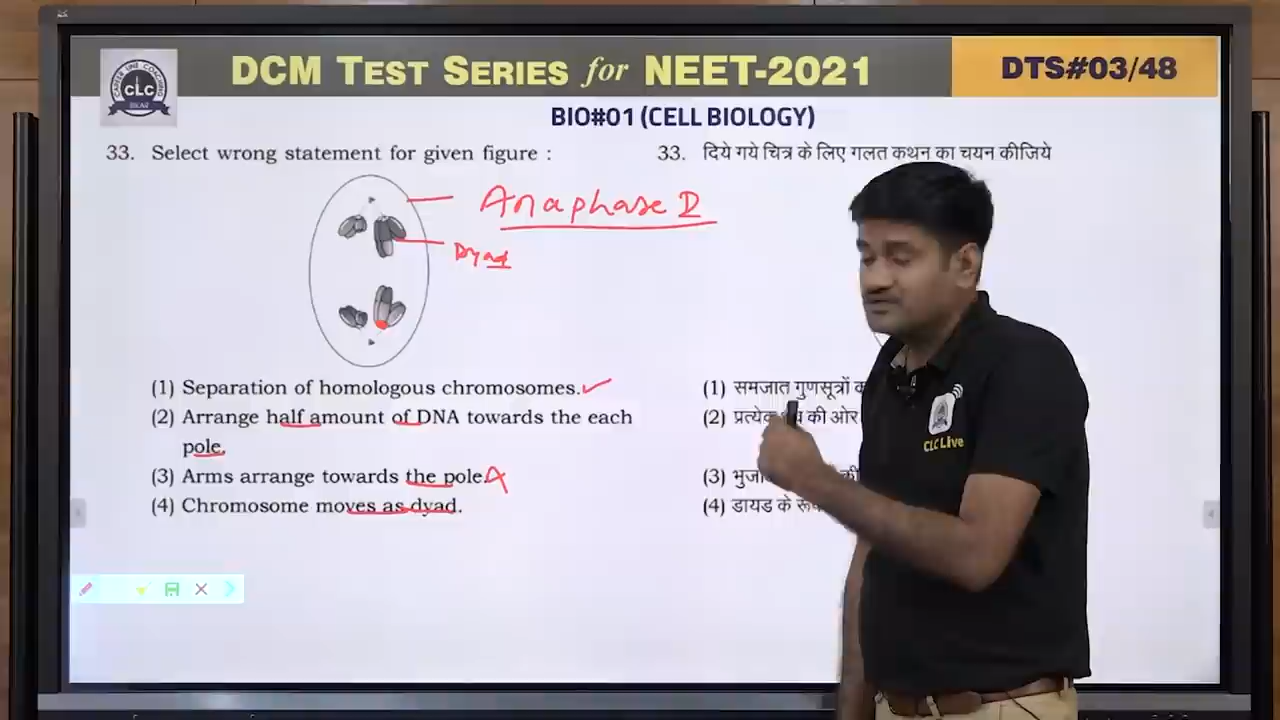 DCM TEST SERIES for NEET-2021
DTS#03/48
CLC
BIO#01 (CELL BIOLOGY)
33. Select wrong statement for given figure :
Anaphase I
Dyad
(1) Separation of homologous chromosomes.
(2) Arrange half amount of DNA towards the each
pole.
(3) Arms arrange towards the pole.
(4) Chromosome moves as dyad.
33. दिये गये चित्र के लिए गलत कथन का चयन कीजिये
(1) समजात गुणसूत्रों
(2) प्रत्येक की ओर
(3)
(4) डायड के
CLC Live